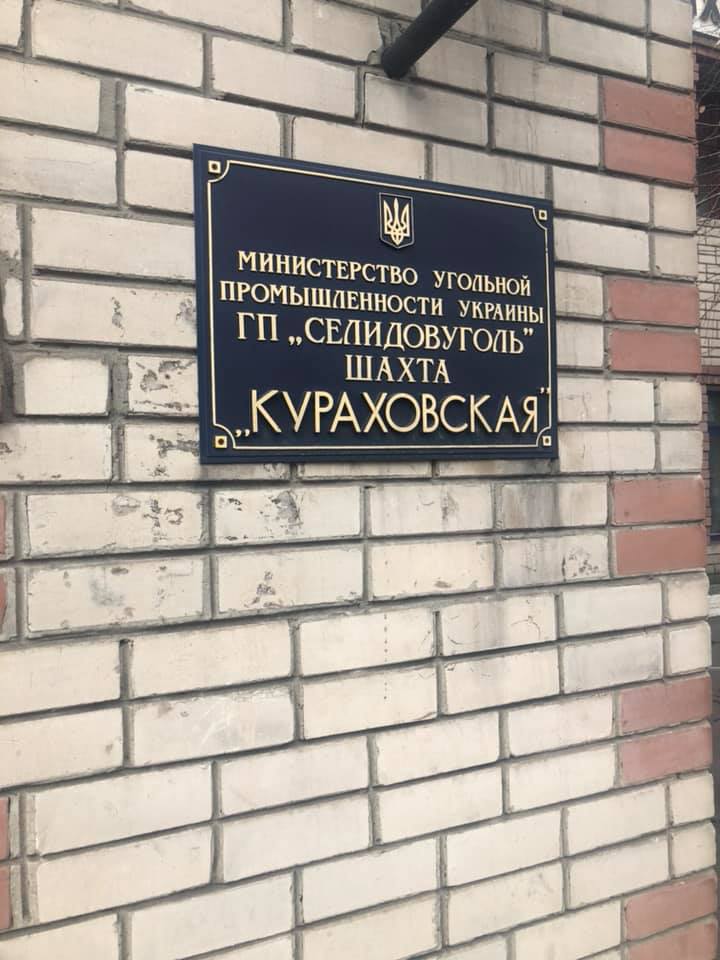 МИНИСТЕРСТВО УГОЛЬНОЙ
ПРОМЫШЛЕННОСТИ УКРАИНЫ
ГП „СЕЛИДОВУГОЛЬ”
ШАХТА
„КУРАХОВСКАЯ”